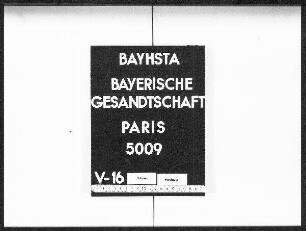 BAYHSTA
BAYERISCHE
GESANDTSCHAFT
PARIS
5009
V-16